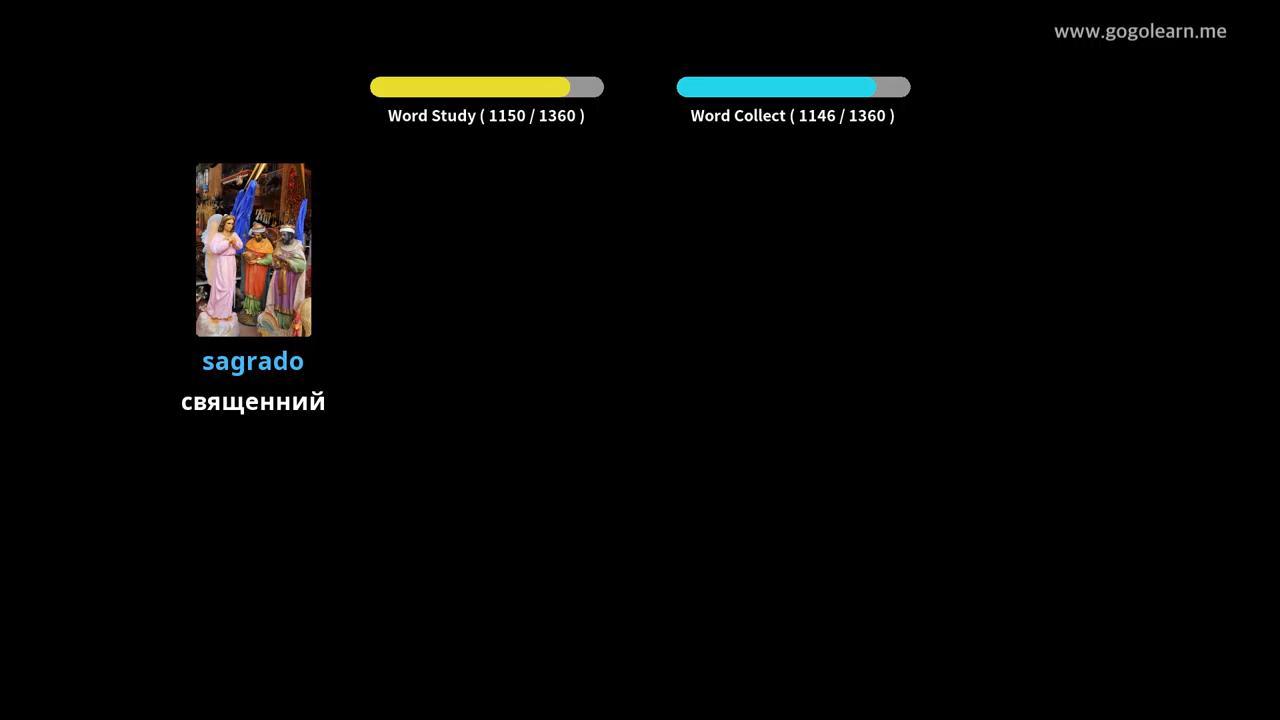 www.gogolearn.me
Word Study ( 1150 / 1360 )
Word Collect ( 1146 / 1360 )
sagrado
священний